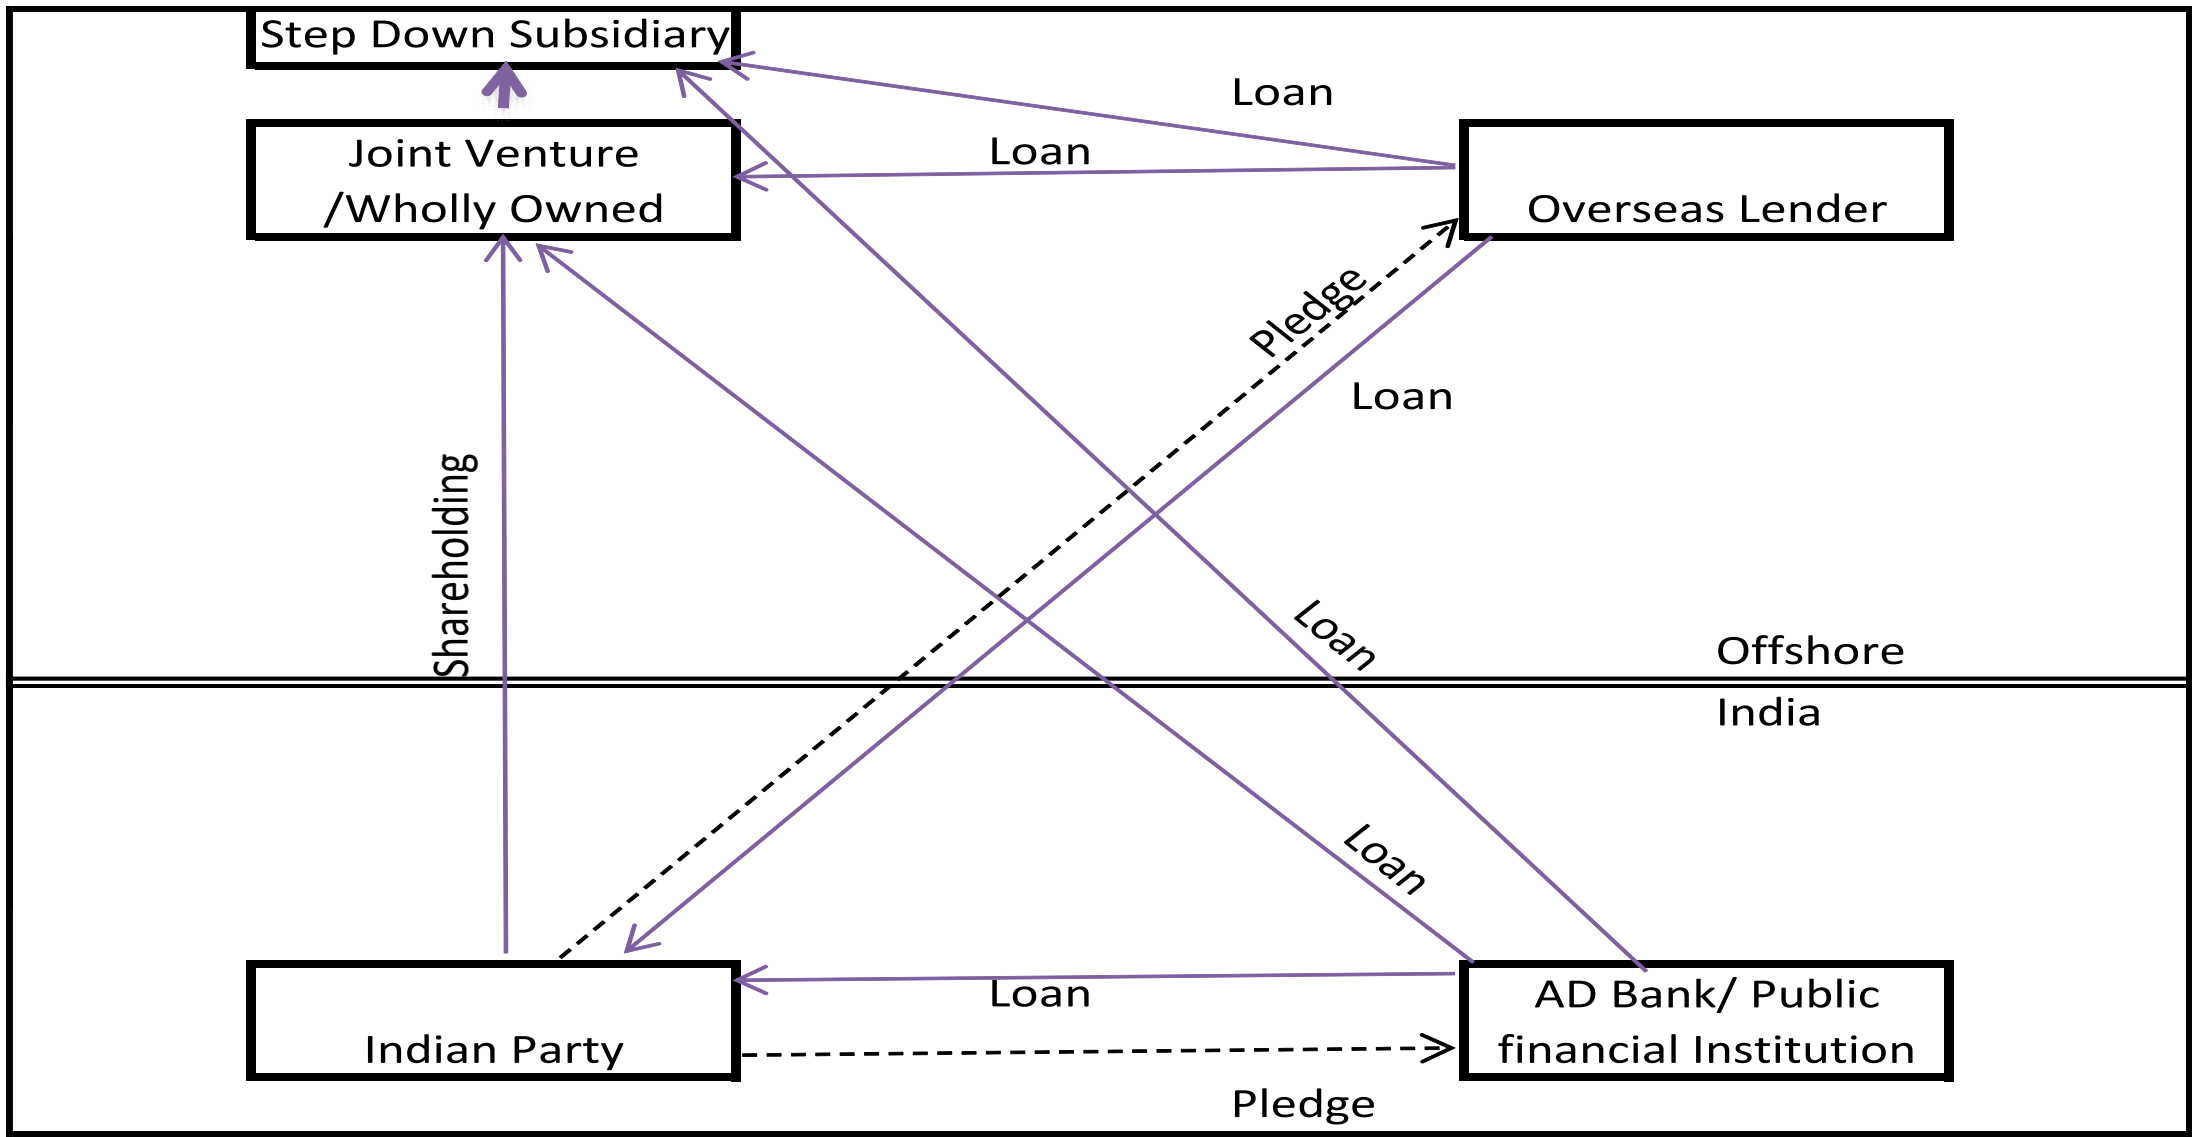 Step Down Subsidiary
Loan
Joint Venture
/Wholly Owned
Loan
Overseas Lender
Pledge
Loan
Shareholding
Loan
Offshore
India
Loan
Indian Party
Loan
AD Bank/ Public
financial Institution
Pledge